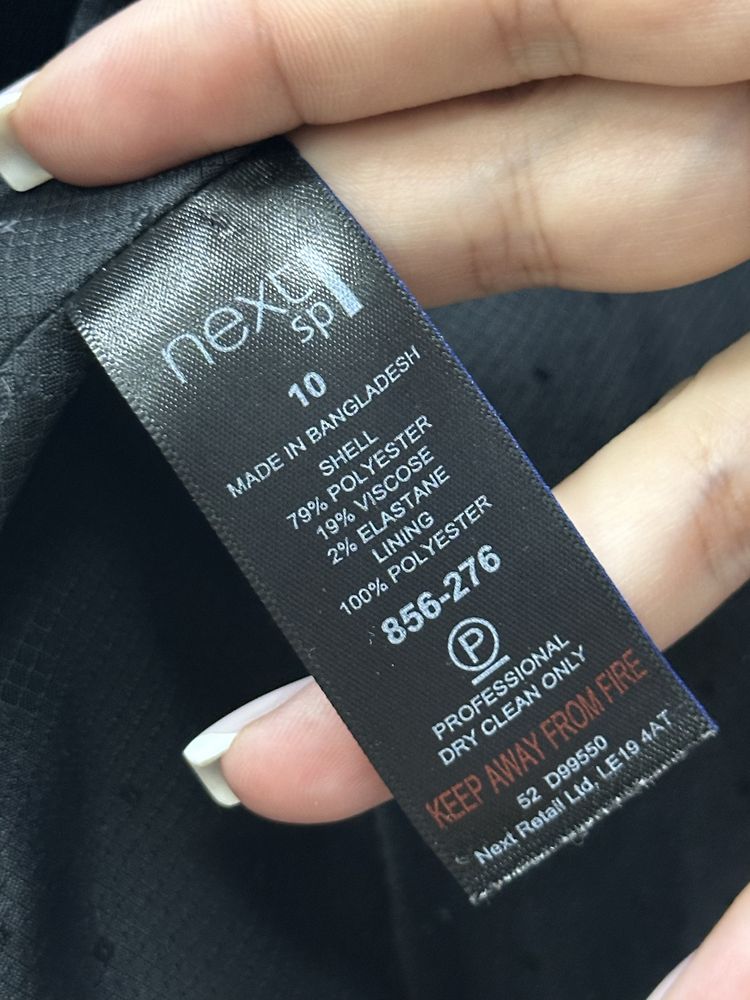 next
sp
10
MADE IN BANGLADESH
SHELL
79% POLYESTER
19% VISCOSE
2% ELASTANE
LINING
100% POLYESTER
856-276
P
PROFESSIONAL
DRY CLEAN ONLY
KEEP AWAY FROM FIRE
52 D99550
Next Retail Ltd, LE19 4AT